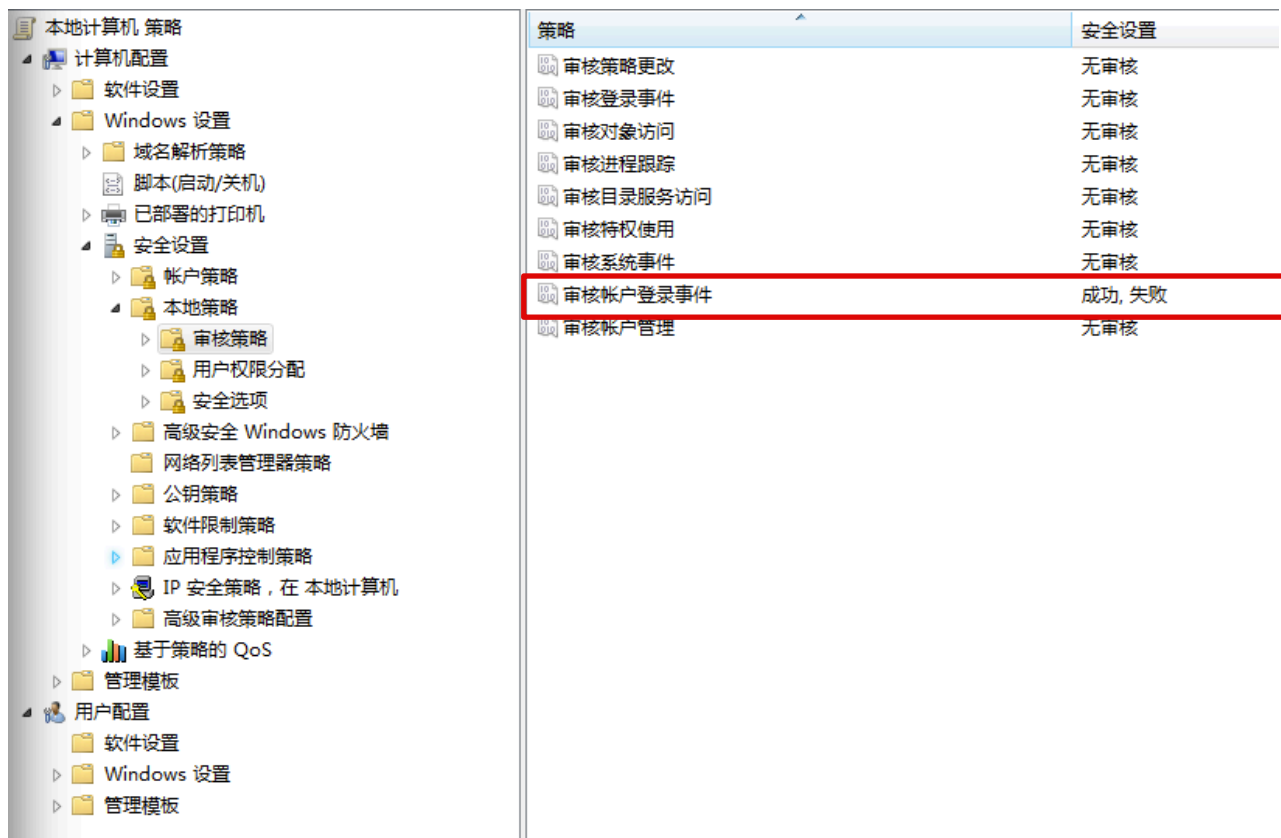 本地计算机 策略
计算机配置
软件设置
Windows 设置
域名解析策略
脚本(启动/关机)
已部署的打印机
安全设置
帐户策略
本地策略
审核策略
用户权限分配
安全选项
高级安全 Windows 防火墙
网络列表管理器策略
公钥策略
软件限制策略
应用程序控制策略
IP 安全策略，在 本地计算机
高级审核策略配置
基于策略的 QoS
管理模板
用户配置
软件设置
Windows 设置
管理模板
策略 安全设置
审核策略更改 无审核
审核登录事件 无审核
审核对象访问 无审核
审核进程跟踪 无审核
审核目录服务访问 无审核
审核特权使用 无审核
审核系统事件 无审核
审核帐户登录事件 成功, 失败
审核帐户管理 无审核